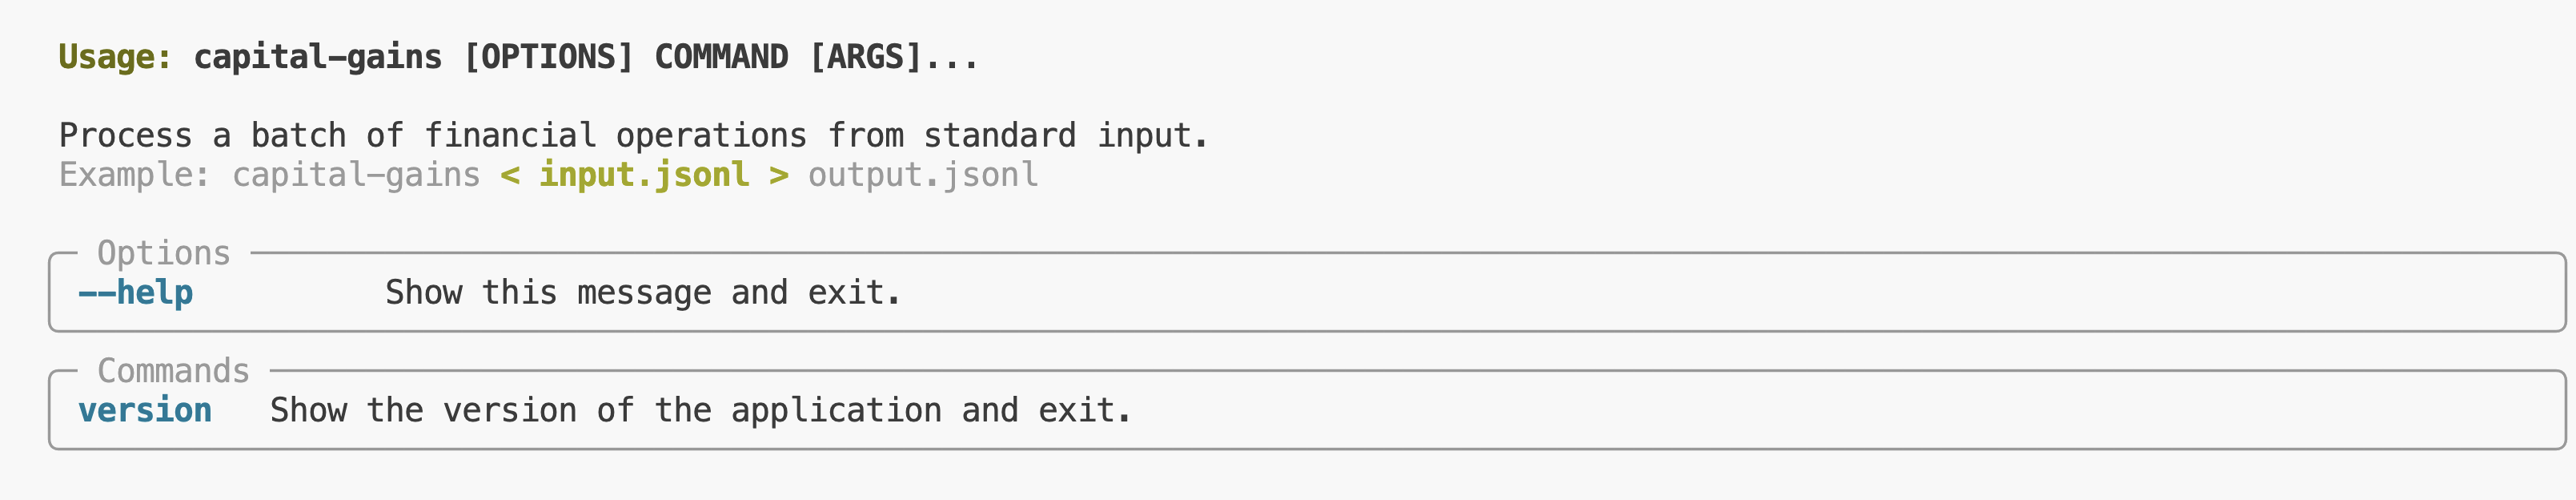 Usage: capital-gains [OPTIONS] COMMAND [ARGS]...
Process a batch of financial operations from standard input.
Example: capital-gains < input.jsonl > output.jsonl
Options
--help Show this message and exit.
Commands
version Show the version of the application and exit.